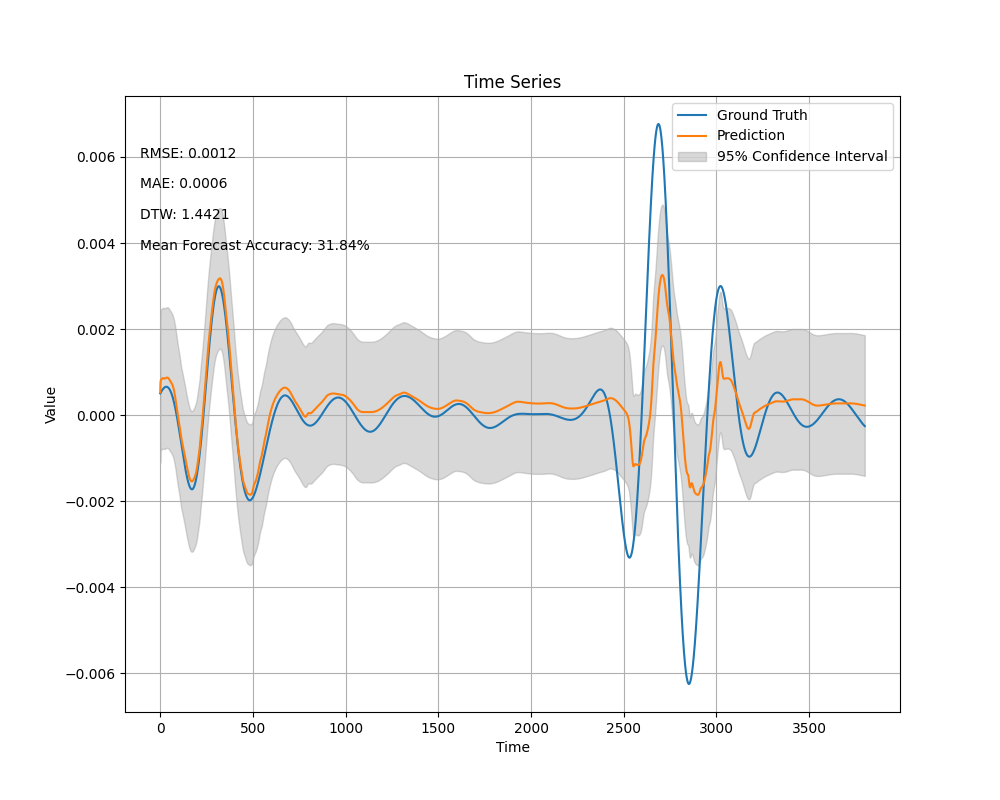 Time Series
Ground Truth
Prediction
95% Confidence Interval
RMSE: 0.0012
MAE: 0.0006
DTW: 1.4421
Mean Forecast Accuracy: 31.84%
Value
0.006
0.004
0.002
0.000
−0.002
−0.004
−0.006
0 500 1000 1500 2000 2500 3000 3500
Time